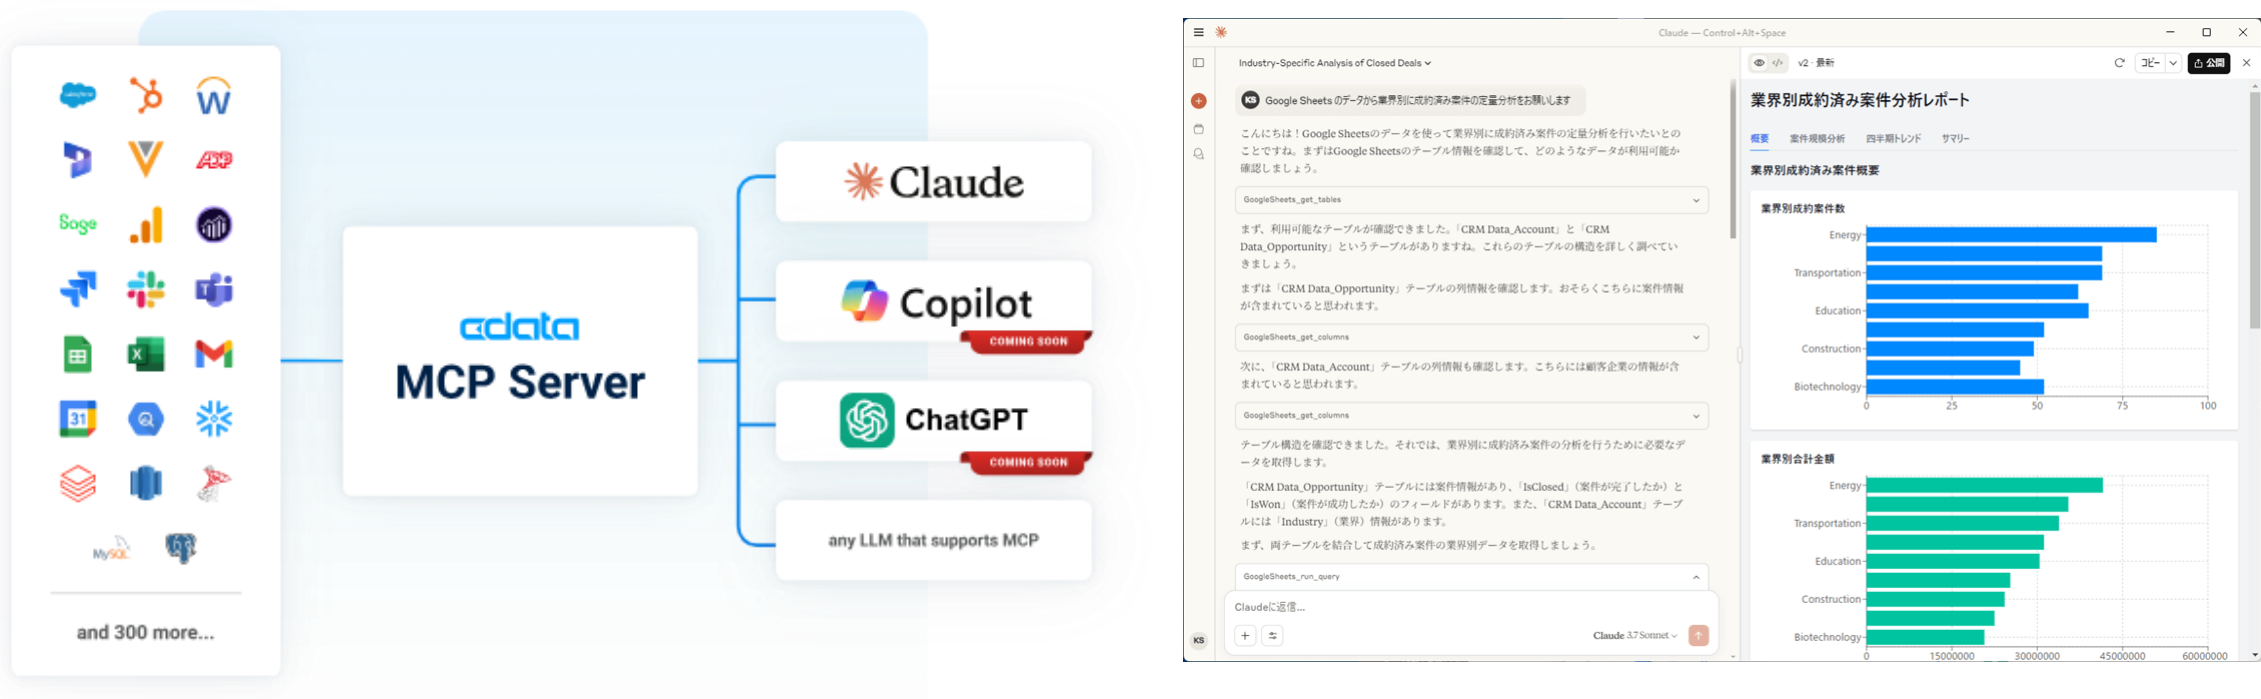 salesforce
W
ADP
Sage
T
31
MySQL
and 300 more...
cdata
MCP Server
Claude
Copilot
COMING SOON
ChatGPT
COMING SOON
any LLM that supports MCP
Claude — Control+Alt+Space
Industry-Specific Analysis of Closed Deals
KS
Google Sheets のデータから業界別に成約済み案件の定量分析をお願いします
こんにちは！Google Sheetsのデータを使って業界別に成約済み案件の定量分析を行いたいとの
ことですね。まずはGoogle Sheetsのテーブル情報を確認して、どのようなデータが利用可能か
確認しましょう。
GoogleSheets_get_tables
まず、利用可能なテーブルが確認できました。「CRM Data_Account」と「CRM
Data_Opportunity」というテーブルがありますね。これらのテーブルの構造を詳しく調べてい
きましょう。
まずは「CRM Data_Opportunity」テーブルの列情報を確認します。おそらくこちらに案件情報
が含まれていると思われます。
GoogleSheets_get_columns
次に、「CRM Data_Account」テーブルの列情報も確認します。こちらには顧客企業の情報が含
まれていると思われます。
GoogleSheets_get_columns
テーブル構造を確認できました。それでは、業界別に成約済み案件の分析を行うために必要なデ
ータを取得します。
「CRM Data_Opportunity」テーブルには案件情報があり、「IsClosed」（案件が完了したか）と
「IsWon」（案件が成功したか）のフィールドがあります。また、「CRM Data_Account」テーブ
ルには「Industry」（業界）情報があります。
まず、両テーブルを結合して成約済み案件の業界別データを取得しましょう。
GoogleSheets_run_query
Claudeに返信...
Claude 3.7 Sonnet
KS
v2 · 最新
コピー
公開
業界別成約済み案件分析レポート
概要 案件規模分析 四半期トレンド サマリー
業界別成約済み案件概要
業界別成約案件数
Energy
Transportation
Education
Construction
Biotechnology
0 25 50 75 100
業界別合計金額
Energy
Transportation
Education
Construction
Biotechnology
0 15000000 30000000 45000000 60000000